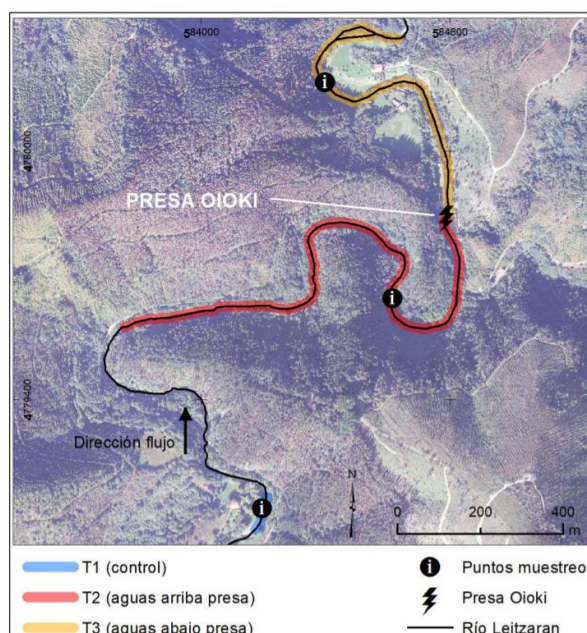 584000
584600
4780000
PRESA OIOKI
4779400
Dirección flujo
N
0 200 400
m
T1 (control)
T2 (aguas arriba presa)
T3 (aguas abajo presa)
Puntos muestreo
Presa Oioki
Río Leitzaran